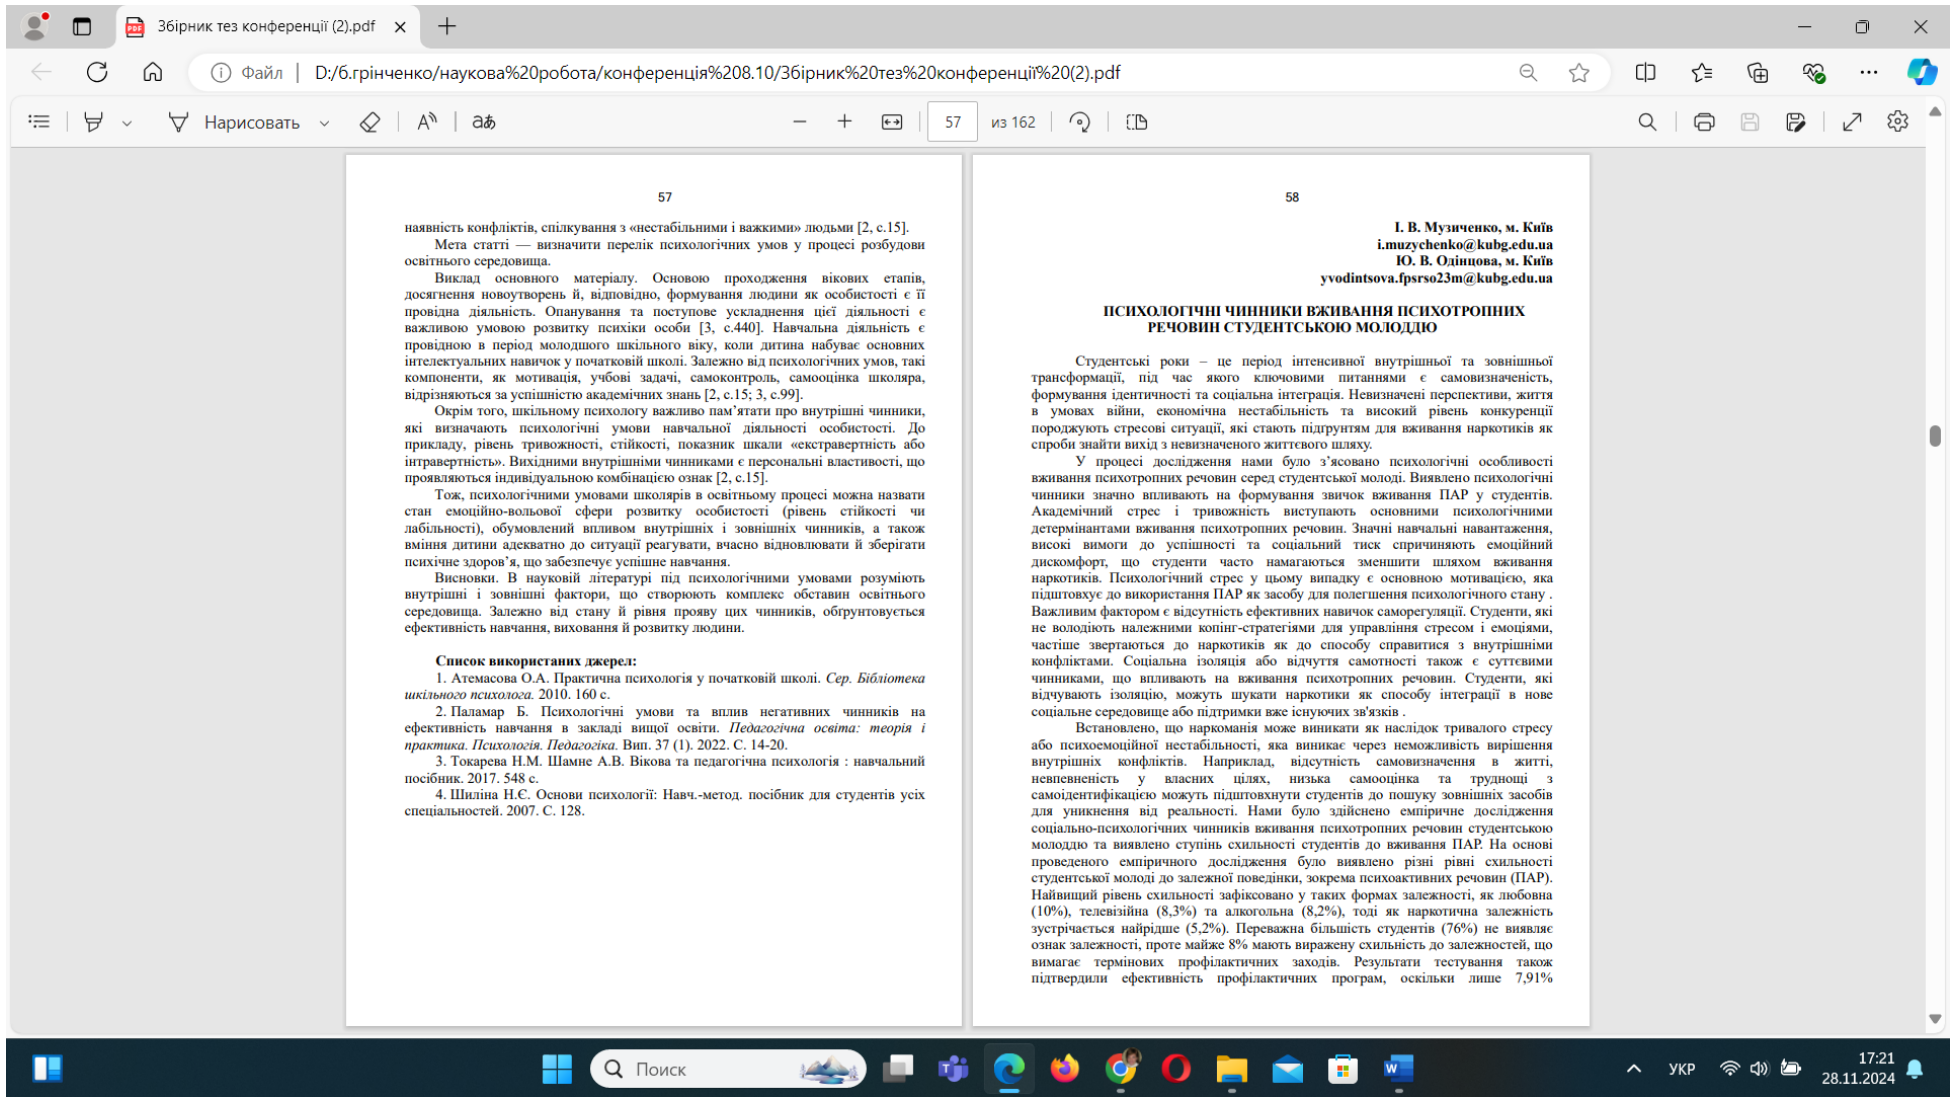 Збірник тез конференції (2).pdf
Файл
D:/б.грінченко/наукова%20робота/конференція%208.10/Збірник%20тез%20конференції%20(2).pdf
Нарисовать
57
из 162
57
наявність конфліктів, спілкування з «нестабільними і важкими» людьми [2, с.15].
Мета статті — визначити перелік психологічних умов у процесі розбудови
освітнього середовища.
Виклад основного матеріалу. Основою проходження вікових етапів,
досягнення новоутворень й, відповідно, формування людини як особистості є її
провідна діяльність. Опанування та поступове ускладнення цієї діяльності є
важливою умовою розвитку психіки особи [3, с.440]. Навчальна діяльність є
провідною в період молодшого шкільного віку, коли дитина набуває основних
інтелектуальних навичок у початковій школі. Залежно від психологічних умов, такі
компоненти, як мотивація, учбові задачі, самоконтроль, самооцінка школяра,
відрізняються за успішністю академічних знань [2, с.15; 3, с.99].
Окрім того, шкільному психологу важливо пам’ятати про внутрішні чинники,
які визначають психологічні умови навчальної діяльності особистості. До
прикладу, рівень тривожності, стійкості, показник шкали «екстравертність або
інтравертність». Вихідними внутрішніми чинниками є персональні властивості, що
проявляються індивідуальною комбінацією ознак [2, с.15].
Тож, психологічними умовами школярів в освітньому процесі можна назвати
стан емоційно-вольової сфери розвитку особистості (рівень стійкості чи
лабільності), обумовлений впливом внутрішніх і зовнішніх чинників, а також
вміння дитини адекватно до ситуації реагувати, вчасно відновлювати й зберігати
психічне здоров’я, що забезпечує успішне навчання.
Висновки. В науковій літературі під психологічними умовами розуміють
внутрішні і зовнішні фактори, що створюють комплекс обставин освітнього
середовища. Залежно від стану й рівня прояву цих чинників, обґрунтовується
ефективність навчання, виховання й розвитку людини.
Список використаних джерел:
1. Атемасова О.А. Практична психологія у початковій школі. Сер. Бібліотека
шкільного психолога. 2010. 160 с.
2. Паламар Б. Психологічні умови та вплив негативних чинників на
ефективність навчання в закладі вищої освіти. Педагогічна освіта: теорія і
практика. Психологія. Педагогіка. Вип. 37 (1). 2022. С. 14-20.
3. Токарева Н.М. Шамне А.В. Вікова та педагогічна психологія : навчальний
посібник. 2017. 548 с.
4. Шиліна Н.Є. Основи психології: Навч.-метод. посібник для студентів усіх
спеціальностей. 2007. С. 128.
58
І. В. Музиченко, м. Київ
i.muzychenko@kubg.edu.ua
Ю. В. Одінцова, м. Київ
yvodintsova.fpsrso23m@kubg.edu.ua
ПСИХОЛОГІЧНІ ЧИННИКИ ВЖИВАННЯ ПСИХОТРОПНИХ
РЕЧОВИН СТУДЕНТСЬКОЮ МОЛОДДЮ
Студентські роки – це період інтенсивної внутрішньої та зовнішньої
трансформації, під час якого ключовими питаннями є самовизначеність,
формування ідентичності та соціальна інтеграція. Невизначені перспективи, життя
в умовах війни, економічна нестабільність та високий рівень конкуренції
породжують стресові ситуації, які стають підґрунтям для вживання наркотиків як
спроби знайти вихід з невизначеного життєвого шляху.
У процесі дослідження нами було з’ясовано психологічні особливості
вживання психотропних речовин серед студентської молоді. Виявлено психологічні
чинники значно впливають на формування звичок вживання ПАР у студентів.
Академічний стрес і тривожність виступають основними психологічними
детермінантами вживання психотропних речовин. Значні навчальні навантаження,
високі вимоги до успішності та соціальний тиск спричиняють емоційний
дискомфорт, що студенти часто намагаються зменшити шляхом вживання
наркотиків. Психологічний стрес у цьому випадку є основною мотивацією, яка
підштовхує до використання ПАР як засобу для полегшення психологічного стану .
Важливим фактором є відсутність ефективних навичок саморегуляції. Студенти, які
не володіють належними копінг-стратегіями для управління стресом і емоціями,
частіше звертаються до наркотиків як до способу справитися з внутрішніми
конфліктами. Соціальна ізоляція або відчуття самотності також є суттєвими
чинниками, що впливають на вживання психотропних речовин. Студенти, які
відчувають ізоляцію, можуть шукати наркотики як способу інтеграції в нове
соціальне середовище або підтримки вже існуючих зв'язків .
Встановлено, що наркоманія може виникати як наслідок тривалого стресу
або психоемоційної нестабільності, яка виникає через неможливість вирішення
внутрішніх конфліктів. Наприклад, відсутність самовизначення в житті,
невпевненість у власних цілях, низька самооцінка та труднощі з
самоідентифікацією можуть підштовхнути студентів до пошуку зовнішніх засобів
для уникнення від реальності. Нами було здійснено емпіричне дослідження
соціально-психологічних чинників вживання психотропних речовин студентською
молоддю та виявлено ступінь схильності студентів до вживання ПАР. На основі
проведеного емпіричного дослідження було виявлено різні рівні схильності
студентської молоді до залежної поведінки, зокрема психоактивних речовин (ПАР).
Найвищий рівень схильності зафіксовано у таких формах залежності, як любовна
(10%), телевізійна (8,3%) та алкогольна (8,2%), тоді як наркотична залежність
зустрічається найрідше (5,2%). Переважна більшість студентів (76%) не виявляє
ознак залежності, проте майже 8% мають виражену схильність до залежностей, що
вимагає термінових профілактичних заходів. Результати тестування також
підтвердили ефективність профілактичних програм, оскільки лише 7,91%
Поиск
УКР
17:21
28.11.2024